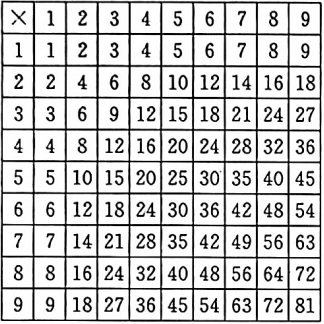 × 1 2 3 4 5 6 7 8 9
1 1 2 3 4 5 6 7 8 9
2 2 4 6 8 10 12 14 16 18
3 3 6 9 12 15 18 21 24 27
4 4 8 12 16 20 24 28 32 36
5 5 10 15 20 25 30 35 40 45
6 6 12 18 24 30 36 42 48 54
7 7 14 21 28 35 42 49 56 63
8 8 16 24 32 40 48 56 64 72
9 9 18 27 36 45 54 63 72 81